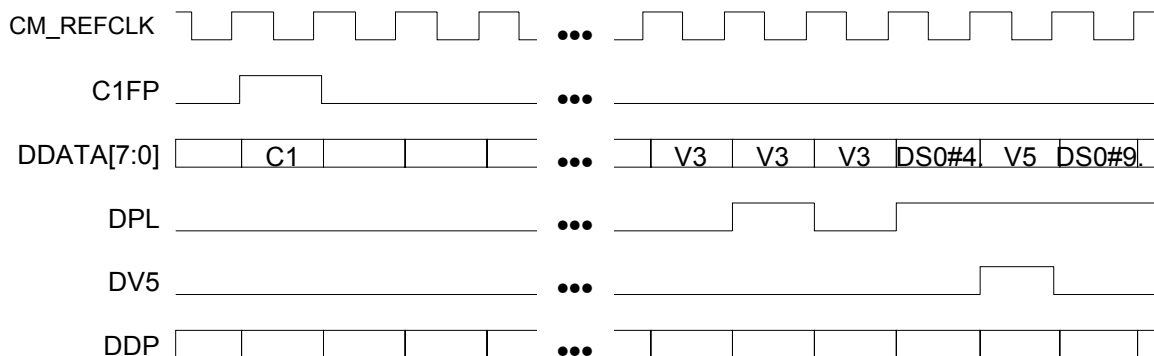 CM_REFCLK •••
C1FP •••
DDATA[7:0] C1 ••• V3 V3 V3 DS0#4. V5 DS0#9.
DPL •••
DV5 •••
DDP •••